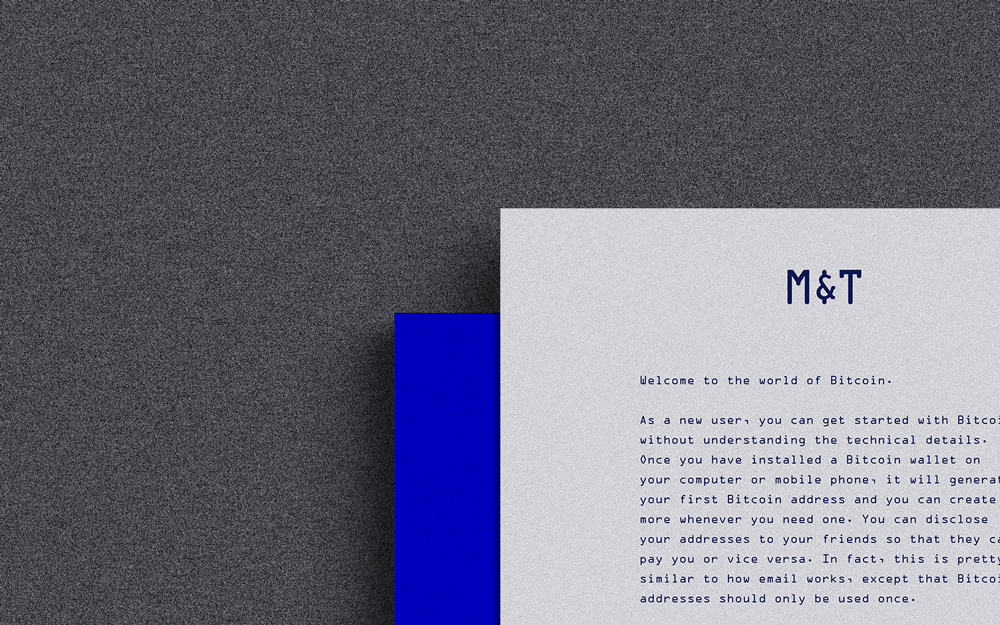 M&T
Welcome to the world of Bitcoin.
As a new user, you can get started with Bitcoi
without understanding the technical details.
Once you have installed a Bitcoin wallet on
your computer or mobile phone, it will generat
your first Bitcoin address and you can create
more whenever you need one. You can disclose
your addresses to your friends so that they ca
pay you or vice versa. In fact, this is pretty
similar to how email works, except that Bitcoi
addresses should only be used once.